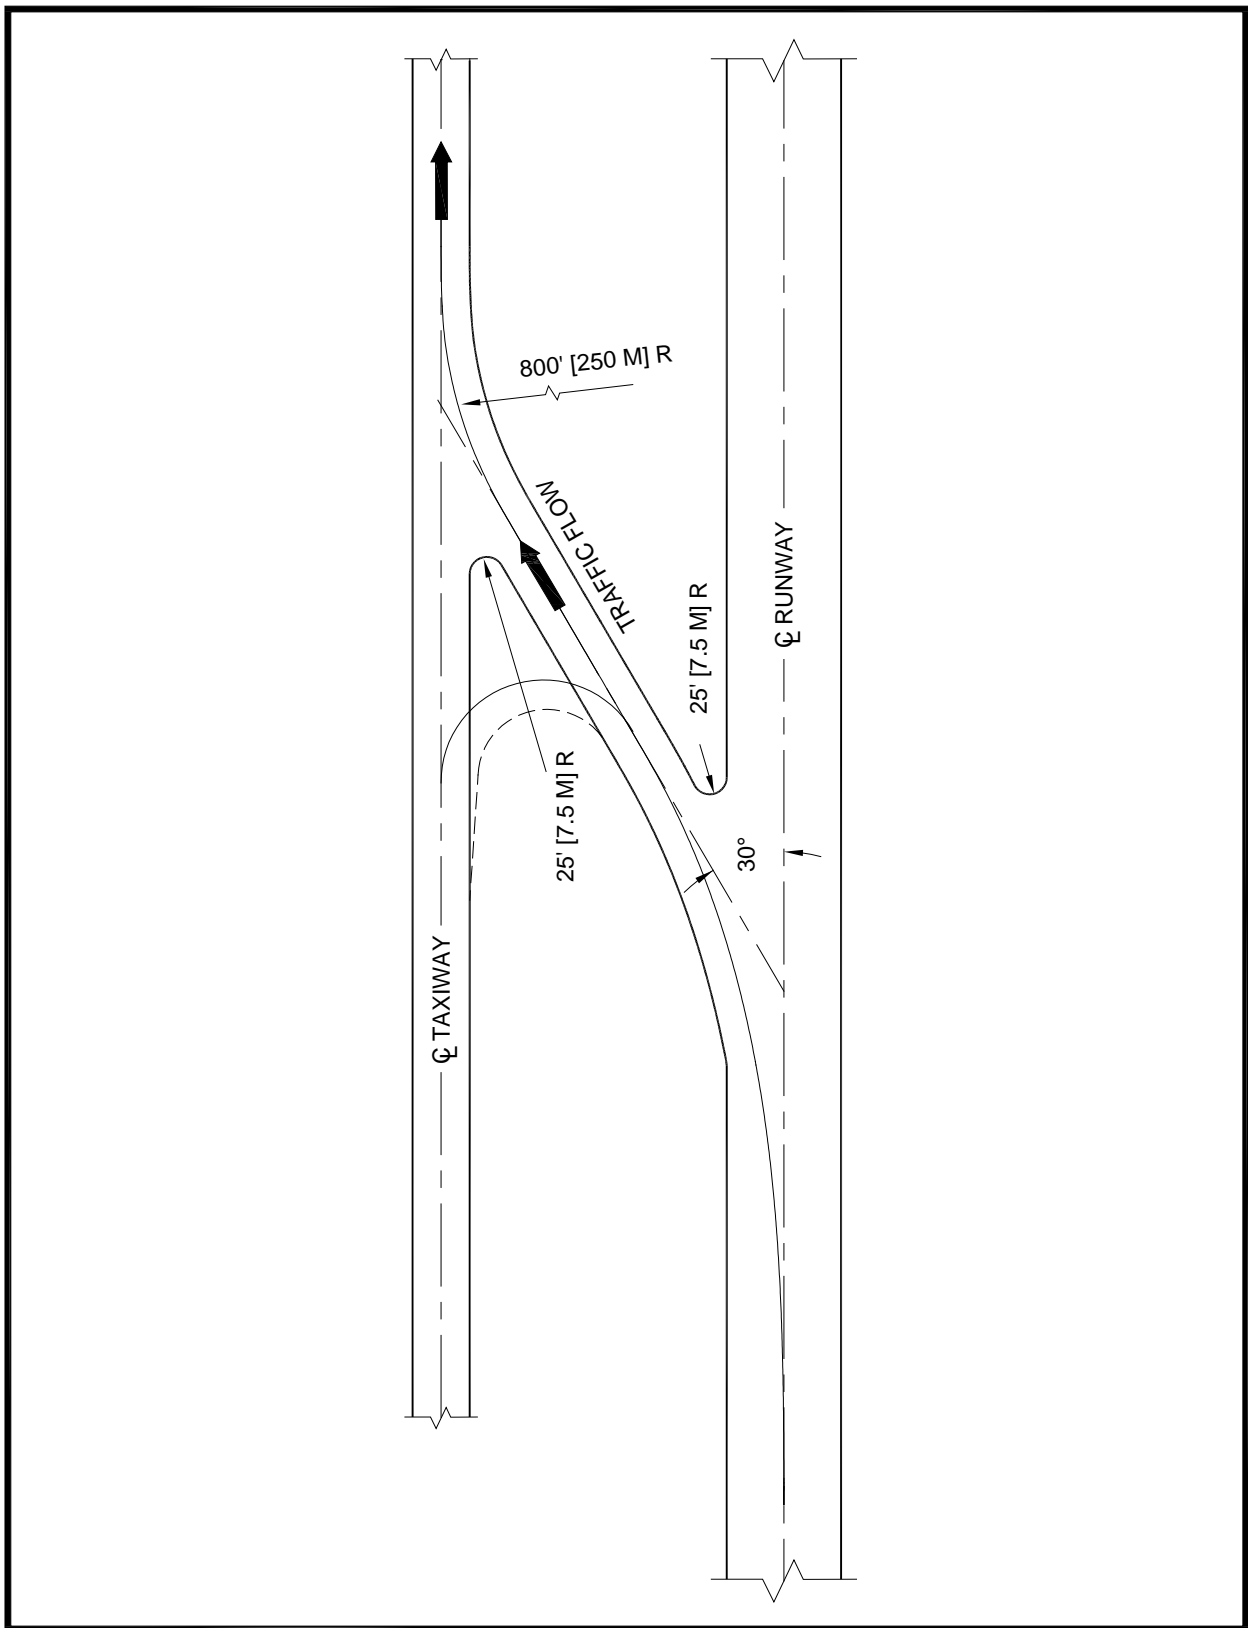 800' [250 M] R
TRAFFIC FLOW
℄ RUNWAY
25' [7.5 M] R
25' [7.5 M] R
30°
℄ TAXIWAY